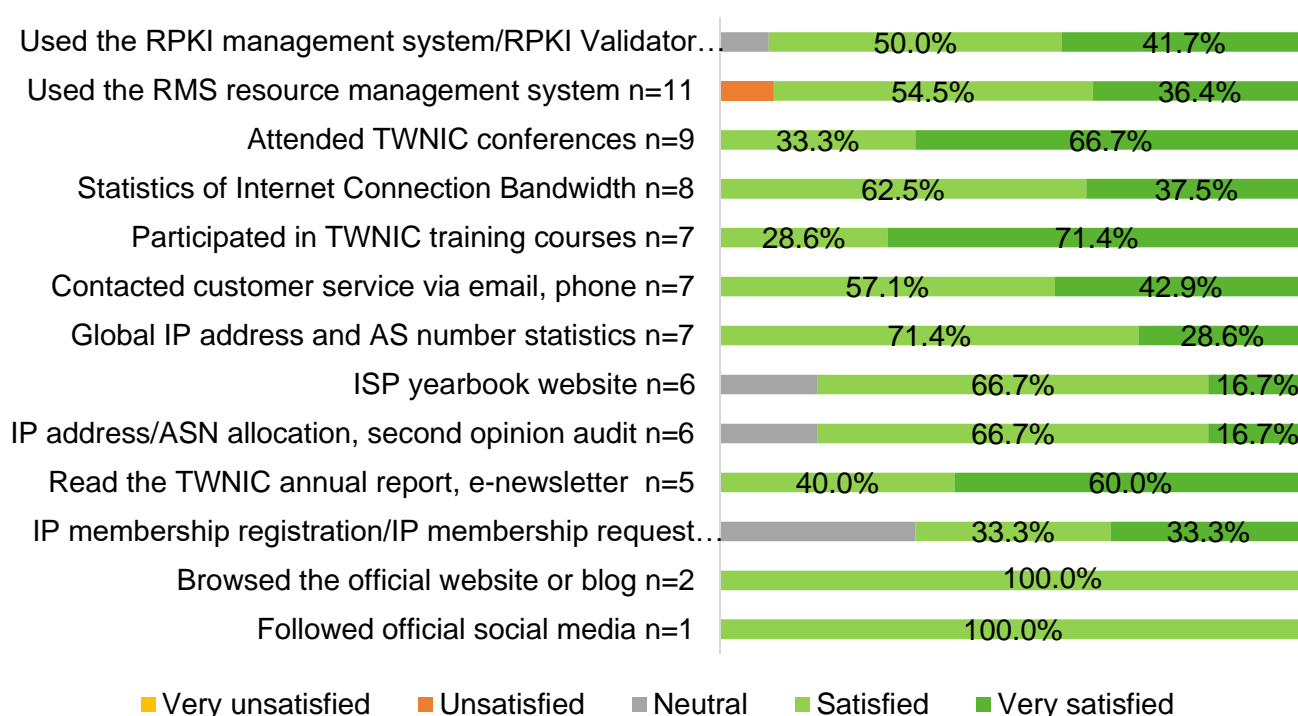 Used the RPKI management system/RPKI Validator… 50.0% 41.7%
Used the RMS resource management system n=11 54.5% 36.4%
Attended TWNIC conferences n=9 33.3% 66.7%
Statistics of Internet Connection Bandwidth n=8 62.5% 37.5%
Participated in TWNIC training courses n=7 28.6% 71.4%
Contacted customer service via email, phone n=7 57.1% 42.9%
Global IP address and AS number statistics n=7 71.4% 28.6%
ISP yearbook website n=6 66.7% 16.7%
IP address/ASN allocation, second opinion audit n=6 66.7% 16.7%
Read the TWNIC annual report, e-newsletter n=5 40.0% 60.0%
IP membership registration/IP membership request… 33.3% 33.3%
Browsed the official website or blog n=2 100.0%
Followed official social media n=1 100.0%
Very unsatisfied Unsatisfied Neutral Satisfied Very satisfied